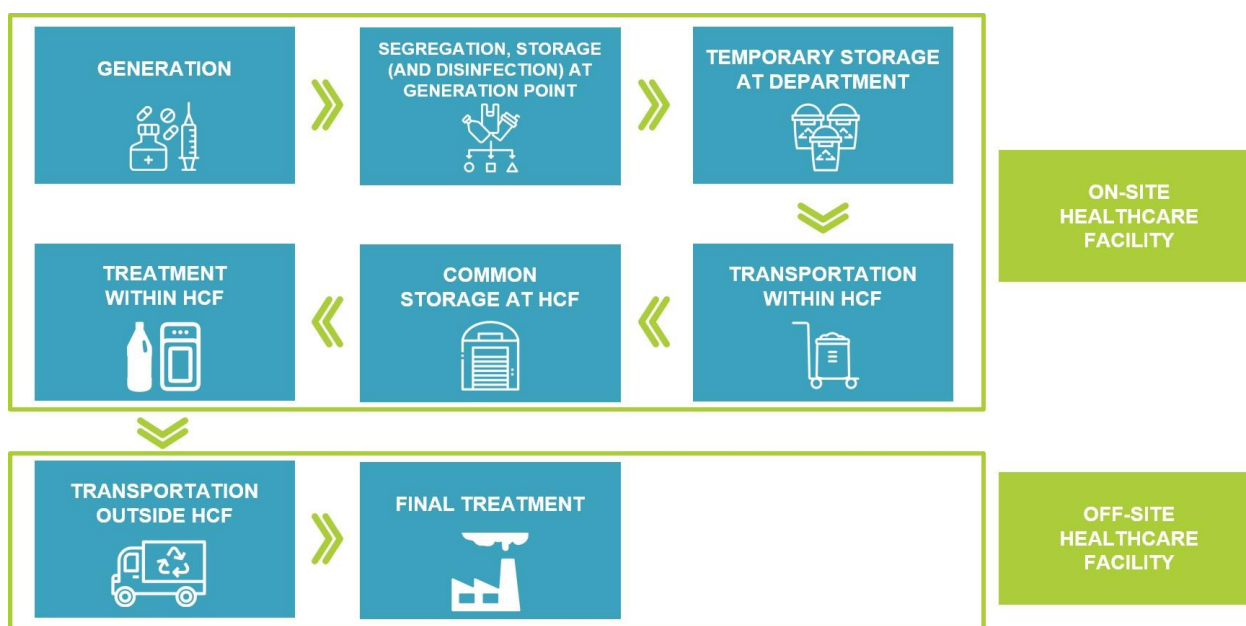 GENERATION
SEGREGATION, STORAGE
(AND DISINFECTION) AT
GENERATION POINT
TEMPORARY STORAGE
AT DEPARTMENT
ON-SITE
HEALTHCARE
FACILITY
TREATMENT
WITHIN HCF
COMMON
STORAGE AT HCF
TRANSPORTATION
WITHIN HCF
TRANSPORTATION
OUTSIDE HCF
FINAL TREATMENT
OFF-SITE
HEALTHCARE
FACILITY